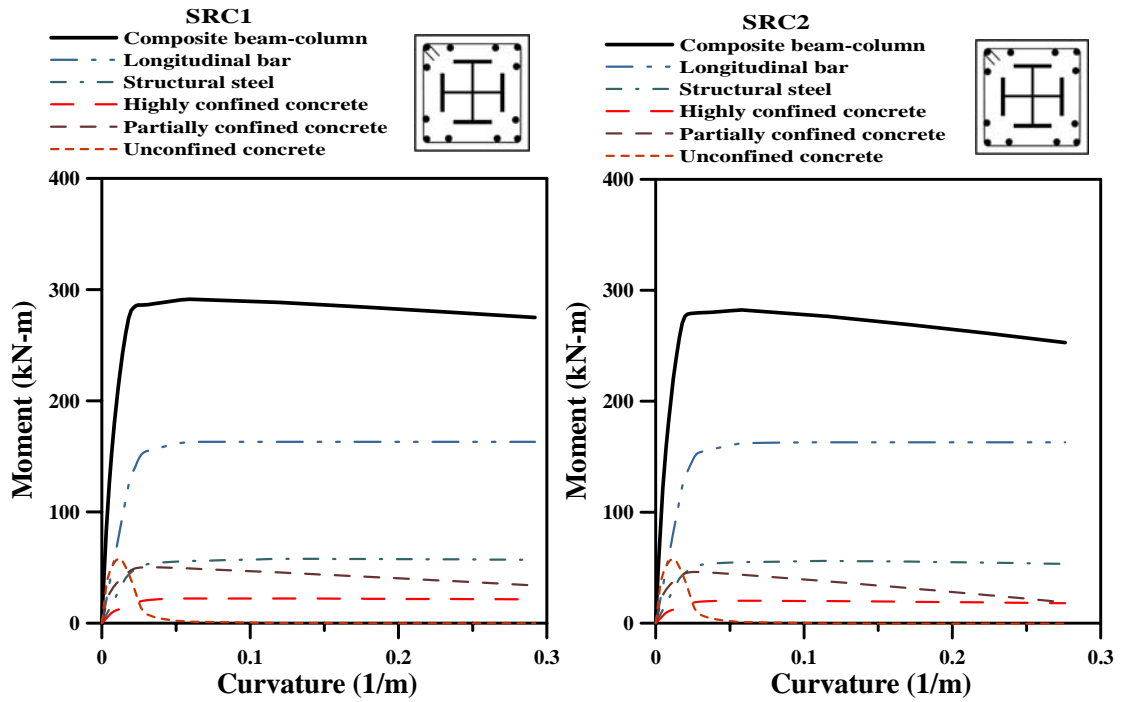 SRC1
Composite beam-column
Longitudinal bar
Structural steel
Highly confined concrete
Partially confined concrete
Unconfined concrete
400
300
200
100
0
Moment (kN-m)
0
0.1
0.2
0.3
Curvature (1/m)
SRC2
Composite beam-column
Longitudinal bar
Structural steel
Highly confined concrete
Partially confined concrete
Unconfined concrete
400
300
200
100
0
Moment (kN-m)
0
0.1
0.2
0.3
Curvature (1/m)